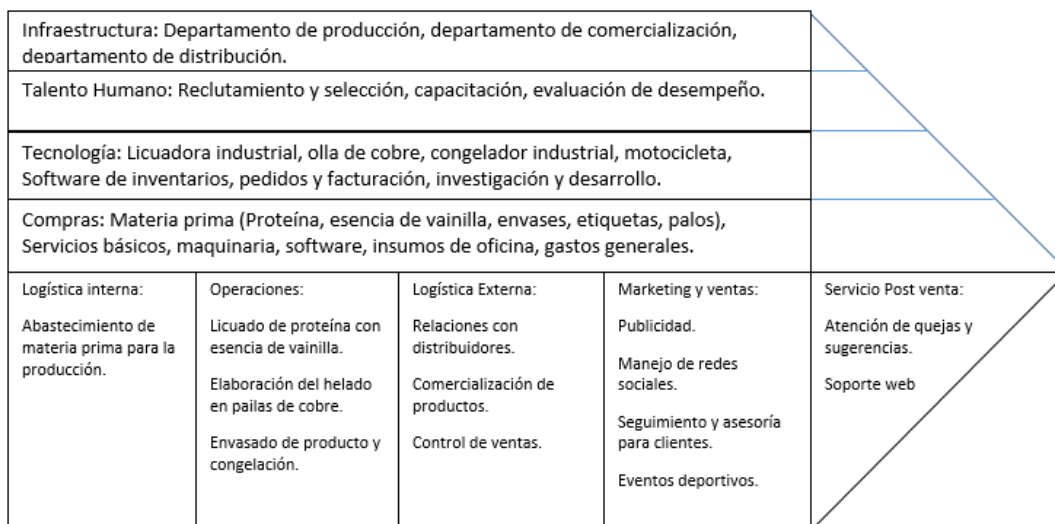 Infraestructura: Departamento de producción, departamento de comercialización,
departamento de distribución.
Talento Humano: Reclutamiento y selección, capacitación, evaluación de desempeño.
Tecnología: Licuadora industrial, olla de cobre, congelador industrial, motocicleta,
Software de inventarios, pedidos y facturación, investigación y desarrollo.
Compras: Materia prima (Proteína, esencia de vainilla, envases, etiquetas, palos),
Servicios básicos, maquinaria, software, insumos de oficina, gastos generales.
Logística interna:
Abastecimiento de
materia prima para la
producción.
Operaciones:
Licuado de proteína con
esencia de vainilla.
Elaboración del helado
en pailas de cobre.
Envasado de producto y
congelación.
Logística Externa:
Relaciones con
distribuidores.
Comercialización de
productos.
Control de ventas.
Marketing y ventas:
Publicidad.
Manejo de redes
sociales.
Seguimiento y asesoría
para clientes.
Eventos deportivos.
Servicio Post venta:
Atención de quejas y
sugerencias.
Soporte web